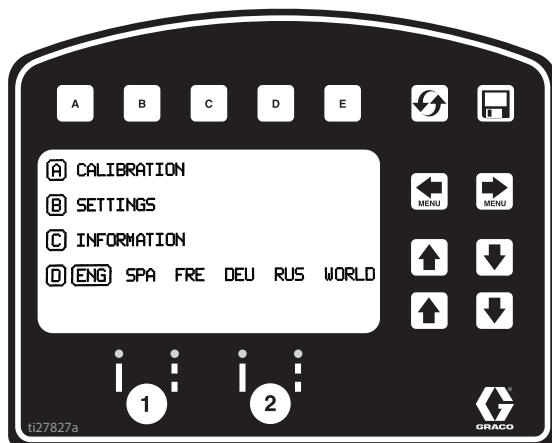 A B C D E
A CALIBRATION
MENU MENU
B SETTINGS
C INFORMATION
D ENG SPA FRE DEU RUS WORLD
1 2
ti27827a
GRACO